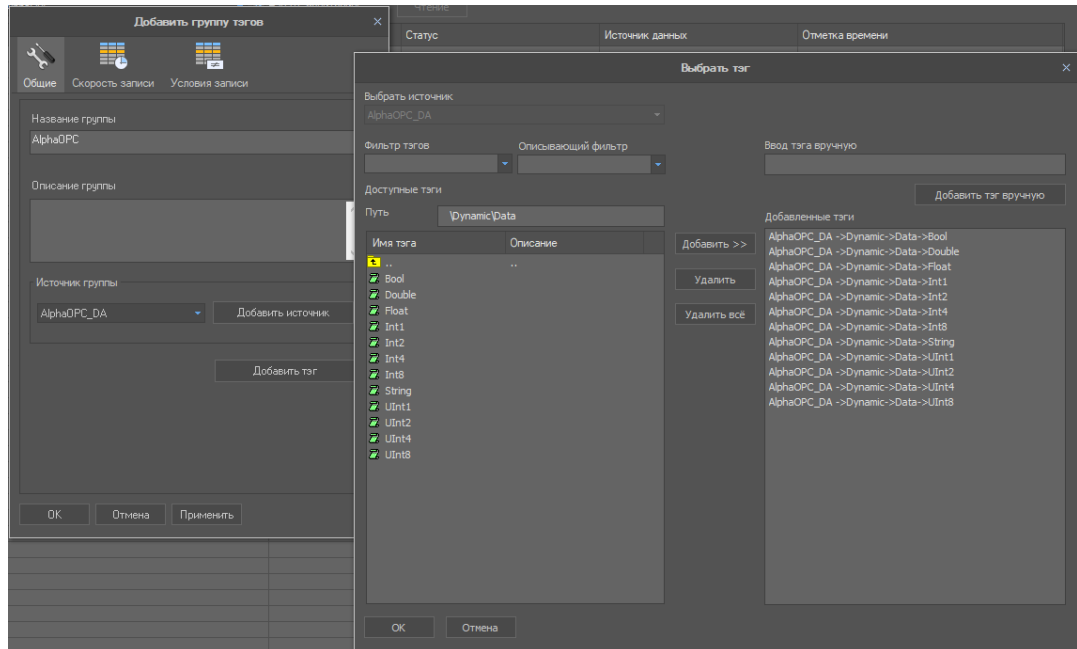 Добавить группу тэгов
Чтение
Статус
Источник данных
Отметка времени
Общие
Скорость записи
Условия записи
Название группы
AlphaOPC
Описание группы
Источник группы
AlphaOPC_DA
Добавить источник
Добавить тэг
OK
Отмена
Применить
Выбрать тэг
Выбрать источник
AlphaOPC_DA
Фильтр тэгов
Описывающий фильтр
Ввод тэга вручную
Доступные тэги
Добавить тэг вручную
Путь
\Dynamic\Data
Добавленные тэги
Имя тэга
Описание
..
..
Bool
Double
Float
Int1
Int2
Int4
Int8
String
UInt1
UInt2
UInt4
UInt8
Добавить >>
Удалить
Удалить всё
AlphaOPC_DA ->Dynamic->Data->Bool
AlphaOPC_DA ->Dynamic->Data->Double
AlphaOPC_DA ->Dynamic->Data->Float
AlphaOPC_DA ->Dynamic->Data->Int1
AlphaOPC_DA ->Dynamic->Data->Int2
AlphaOPC_DA ->Dynamic->Data->Int4
AlphaOPC_DA ->Dynamic->Data->Int8
AlphaOPC_DA ->Dynamic->Data->String
AlphaOPC_DA ->Dynamic->Data->UInt1
AlphaOPC_DA ->Dynamic->Data->UInt2
AlphaOPC_DA ->Dynamic->Data->UInt4
AlphaOPC_DA ->Dynamic->Data->UInt8
OK
Отмена